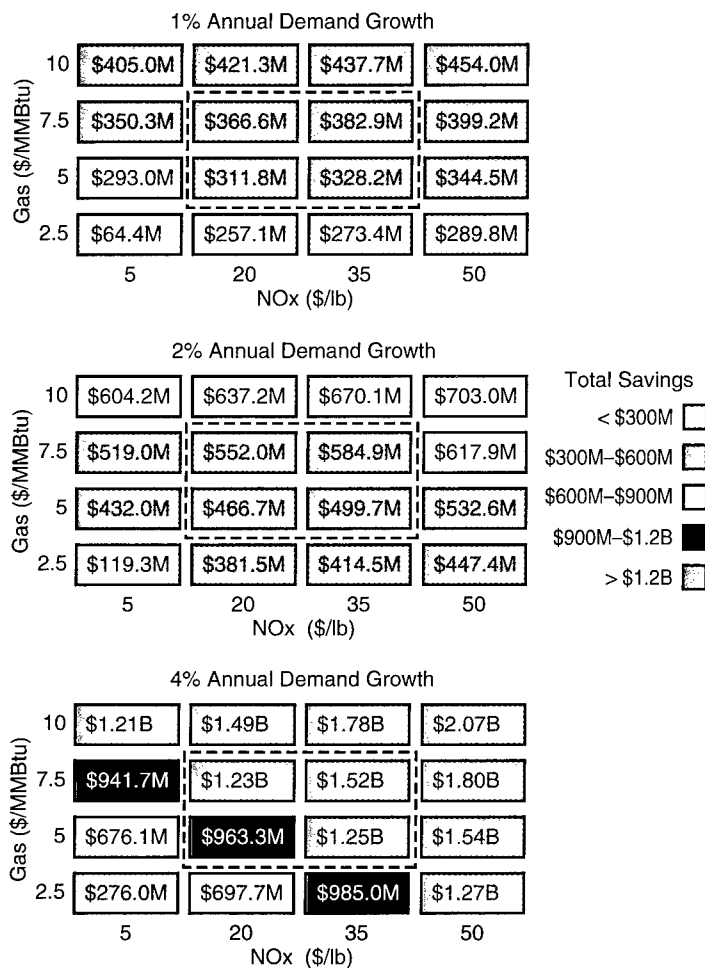 1% Annual Demand Growth
Gas ($/MMBtu)
10 $405.0M $421.3M $437.7M $454.0M
7.5 $350.3M $366.6M $382.9M $399.2M
5 $293.0M $311.8M $328.2M $344.5M
2.5 $64.4M $257.1M $273.4M $289.8M
5 20 35 50
NOx ($/lb)
2% Annual Demand Growth
Gas ($/MMBtu)
10 $604.2M $637.2M $670.1M $703.0M
7.5 $519.0M $552.0M $584.9M $617.9M
5 $432.0M $466.7M $499.7M $532.6M
2.5 $119.3M $381.5M $414.5M $447.4M
5 20 35 50
NOx ($/lb)
Total Savings
< $300M
$300M–$600M
$600M–$900M
$900M–$1.2B
> $1.2B
4% Annual Demand Growth
Gas ($/MMBtu)
10 $1.21B $1.49B $1.78B $2.07B
7.5 $941.7M $1.23B $1.52B $1.80B
5 $676.1M $963.3M $1.25B $1.54B
2.5 $276.0M $697.7M $985.0M $1.27B
5 20 35 50
NOx ($/lb)